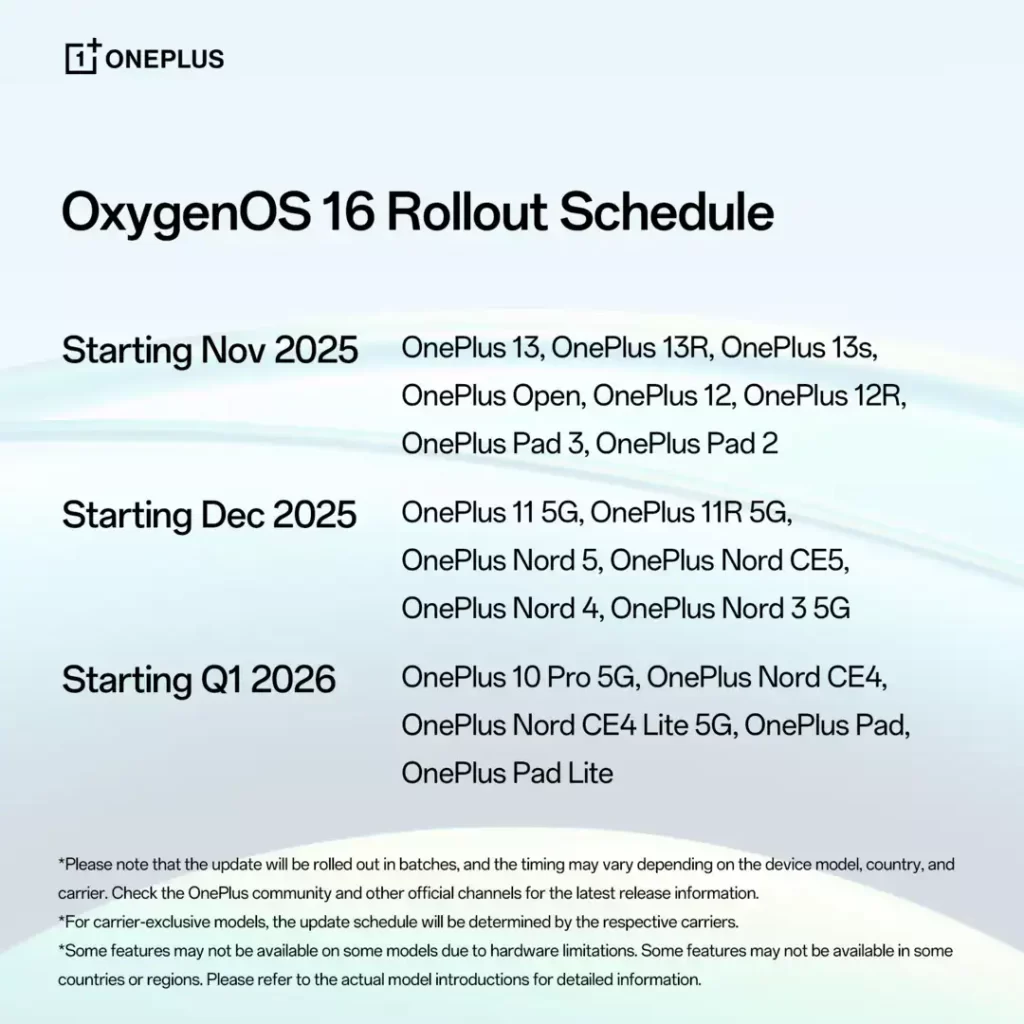 1+ ONEPLUS
OxygenOS 16 Rollout Schedule
Starting Nov 2025
OnePlus 13, OnePlus 13R, OnePlus 13s,
OnePlus Open, OnePlus 12, OnePlus 12R,
OnePlus Pad 3, OnePlus Pad 2
Starting Dec 2025
OnePlus 11 5G, OnePlus 11R 5G,
OnePlus Nord 5, OnePlus Nord CE5,
OnePlus Nord 4, OnePlus Nord 3 5G
Starting Q1 2026
OnePlus 10 Pro 5G, OnePlus Nord CE4,
OnePlus Nord CE4 Lite 5G, OnePlus Pad,
OnePlus Pad Lite
*Please note that the update will be rolled out in batches, and the timing may vary depending on the device model, country, and
carrier. Check the OnePlus community and other official channels for the latest release information.
*For carrier-exclusive models, the update schedule will be determined by the respective carriers.
*Some features may not be available on some models due to hardware limitations. Some features may not be available in some
countries or regions. Please refer to the actual model introductions for detailed information.